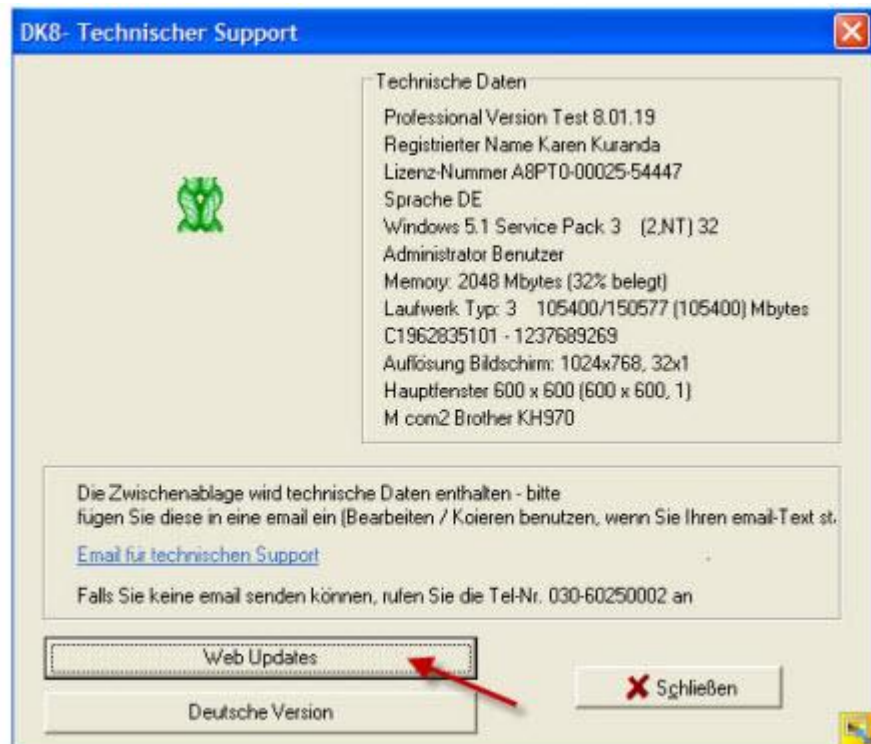 DK8- Technischer Support
Technische Daten
Professional Version Test 8.01.19
Registrierter Name Karen Kuranda
Lizenz-Nummer A8PT0-00025-54447
Sprache DE
Windows 5.1 Service Pack 3 (2,NT) 32
Administrator Benutzer
Memory: 2048 Mbytes (32% belegt)
Laufwerk Typ: 3 105400/150577 (105400) Mbytes
C1962835101 - 1237689269
Auflösung Bildschirm: 1024x768, 32x1
Hauptfenster 600 x 600 (600 x 600, 1)
M com2 Brother KH970
Die Zwischenablage wird technische Daten enthalten - bitte
fügen Sie diese in eine email ein (Bearbeiten / Koieren benutzen, wenn Sie Ihren email-Text st
Email für technischen Support
Falls Sie keine email senden können, rufen Sie die Tel-Nr. 030-60250002 an
Web Updates
Schließen
Deutsche Version